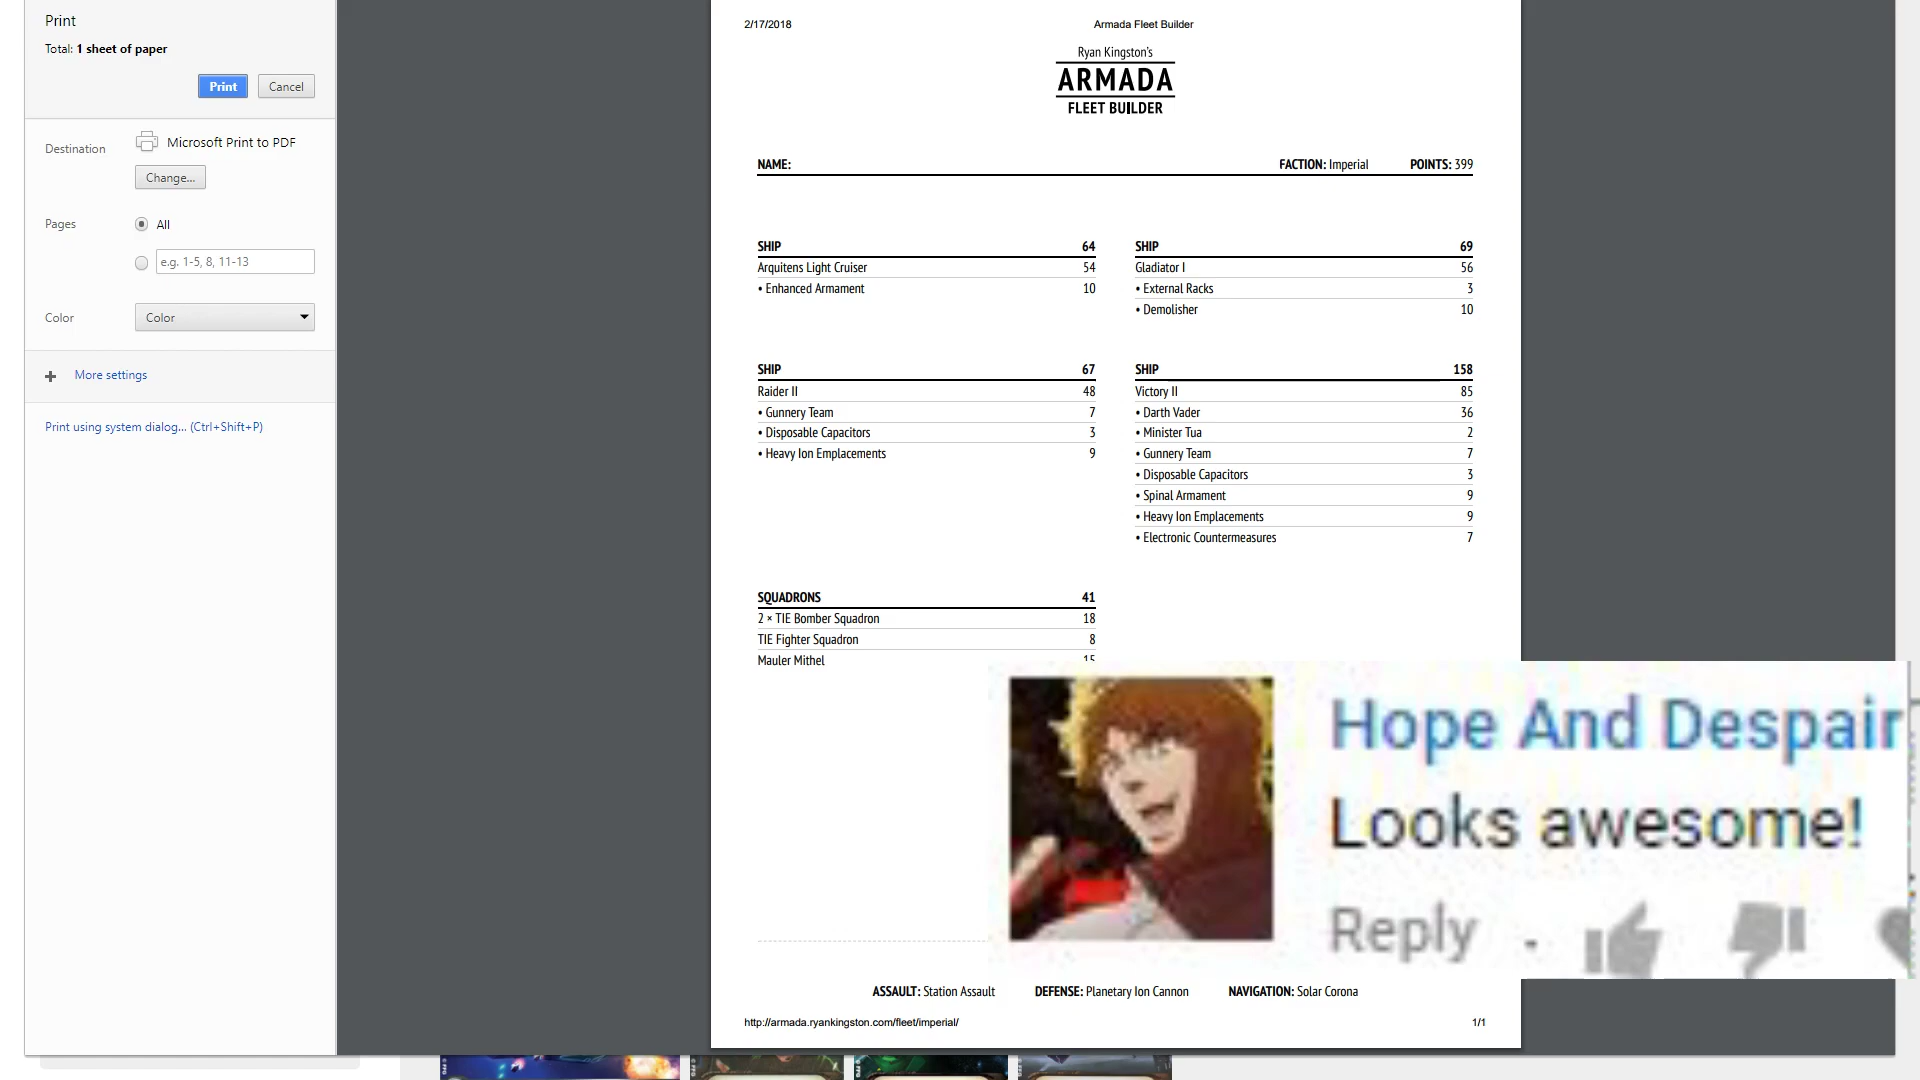 Print
Total: 1 sheet of paper
Print
Cancel
Destination
Microsoft Print to PDF
Change...
Pages
All
e.g. 1-5, 8, 11-13
Color
Color
More settings
Print using system dialog... (Ctrl+Shift+P)
2/17/2018
Armada Fleet Builder
Ryan Kingston's
ARMADA
FLEET BUILDER
NAME:
FACTION: Imperial
POINTS: 399
SHIP 64
Arquitens Light Cruiser 54
• Enhanced Armament 10
SHIP 69
Gladiator I 56
• External Racks 3
• Demolisher 10
SHIP 67
Raider II 48
• Gunnery Team 7
• Disposable Capacitors 3
• Heavy Ion Emplacements 9
SHIP 158
Victory II 85
• Darth Vader 36
• Minister Tua 2
• Gunnery Team 7
• Disposable Capacitors 3
• Spinal Armament 9
• Heavy Ion Emplacements 9
• Electronic Countermeasures 7
SQUADRONS 41
2 × TIE Bomber Squadron 18
TIE Fighter Squadron 8
Mauler Mithel 15
Hope And Despair
Looks awesome!
Reply
ASSAULT: Station Assault
DEFENSE: Planetary Ion Cannon
NAVIGATION: Solar Corona
http://armada.ryankingston.com/fleet/imperial/
1/1